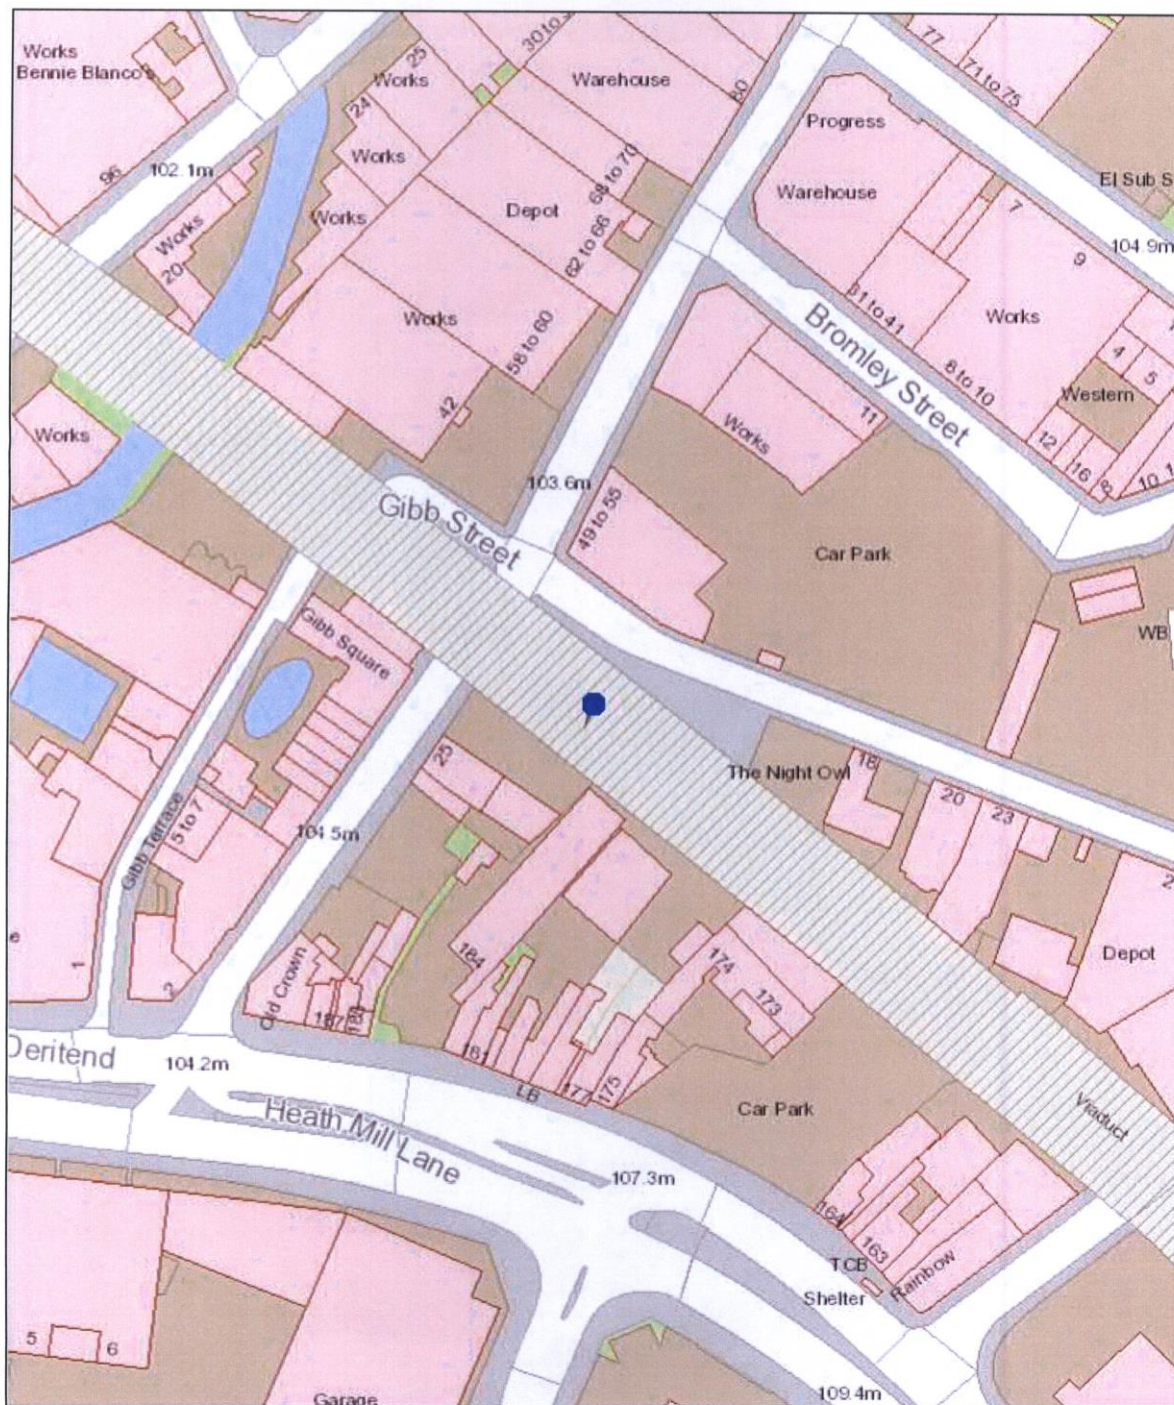 Works
Bennie Blanco's
96
102.1m
Works
20
24
25
Works
Works
Works
Warehouse
80
68 to 70
Depot
62 to 66
Works
58 to 60
42
77
71 to 75
Progress
Warehouse
El Sub S
104.9m
7
9
31 to 41
Works
8 to 10
4
5
Western
12
16
8
Bromley Street
11
Works
Works
Gibb Street
103.6m
49 to 55
Car Park
WB
Gibb Square
25
The Night Owl
18
20
23
Gibb Terrace
5 to 7
104.5m
Depot
184
174
173
Old Crown
187
188
181
LB
177
175
1
2
Deritend
104.2m
Heath Mill Lane
107.3m
Car Park
Viaduct
164
163
TCB
Rainbow
Shelter
5
6
Garage
109.4m